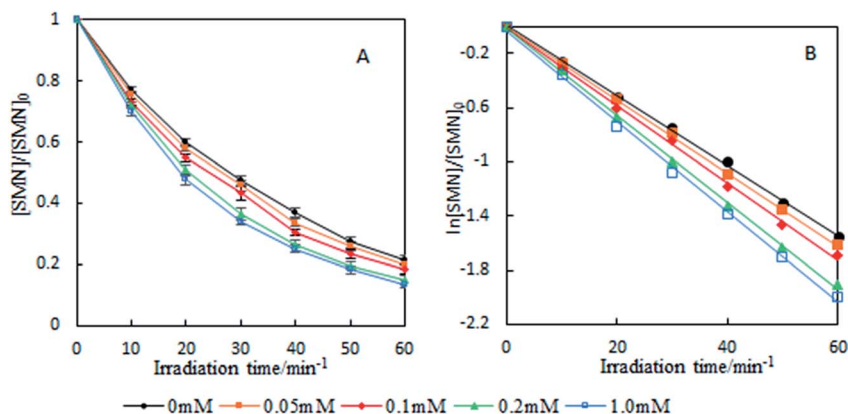 A
B
[SMN]/[SMN]0
1
0.8
0.6
0.4
0.2
0
0 10 20 30 40 50 60
Irradiation time/min-1
ln[SMN]/[SMN]0
-0.2
-0.6
-1
-1.4
-1.8
-2.2
0 20 40 60
Irradiation time/min-1
0mM 0.05mM 0.1mM 0.2mM 1.0mM